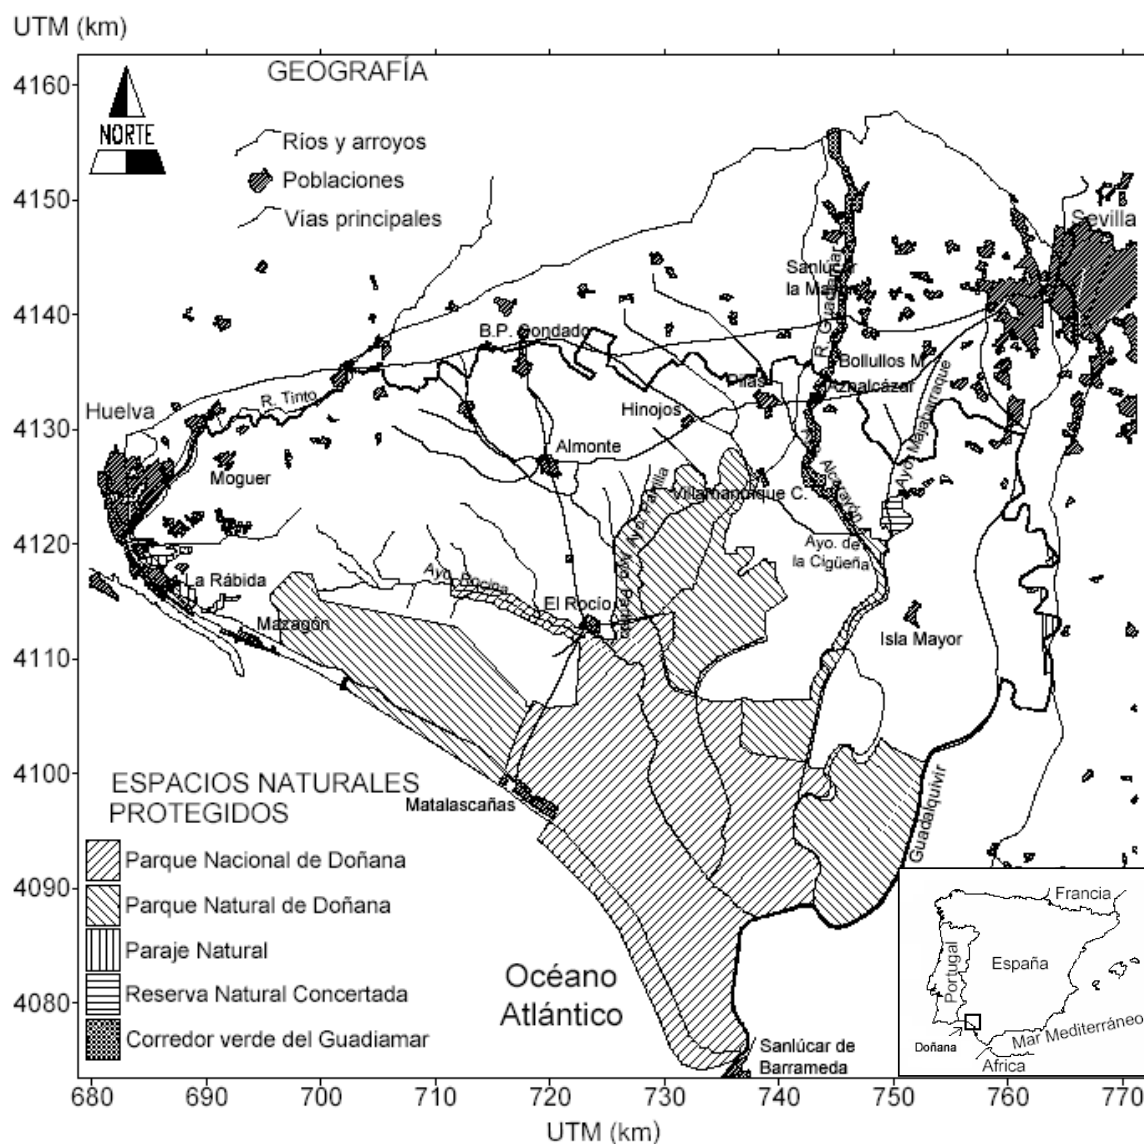 UTM (km)
4160
4150
4140
4130
4120
4110
4100
4090
4080
680
690
700
710
720
730
740
750
760
770
UTM (km)
NORTE
GEOGRAFÍA
Ríos y arroyos
Poblaciones
Vías principales
Sevilla
Sanlúcar
la Mayor
R. Guadiamar
B.P. Condado
Bollullos M.
Pilas
Aznalcázar
R. Tinto
Huelva
Hinojos
Ayo. Majabarraque
Almonte
Moguer
Villamanrique C.
Alcarayón
Ayo. de
la Cigüeña
La Rábida
Ayo. Rocina
El Rocío
Mazagón
Isla Mayor
Matalascañas
Guadalquivir
ESPACIOS NATURALES
PROTEGIDOS
Parque Nacional de Doñana
Parque Natural de Doñana
Paraje Natural
Reserva Natural Concertada
Corredor verde del Guadiamar
Océano
Atlántico
Sanlúcar de
Barrameda
Francia
Portugal
España
Mar Mediterráneo
Doñana
Africa